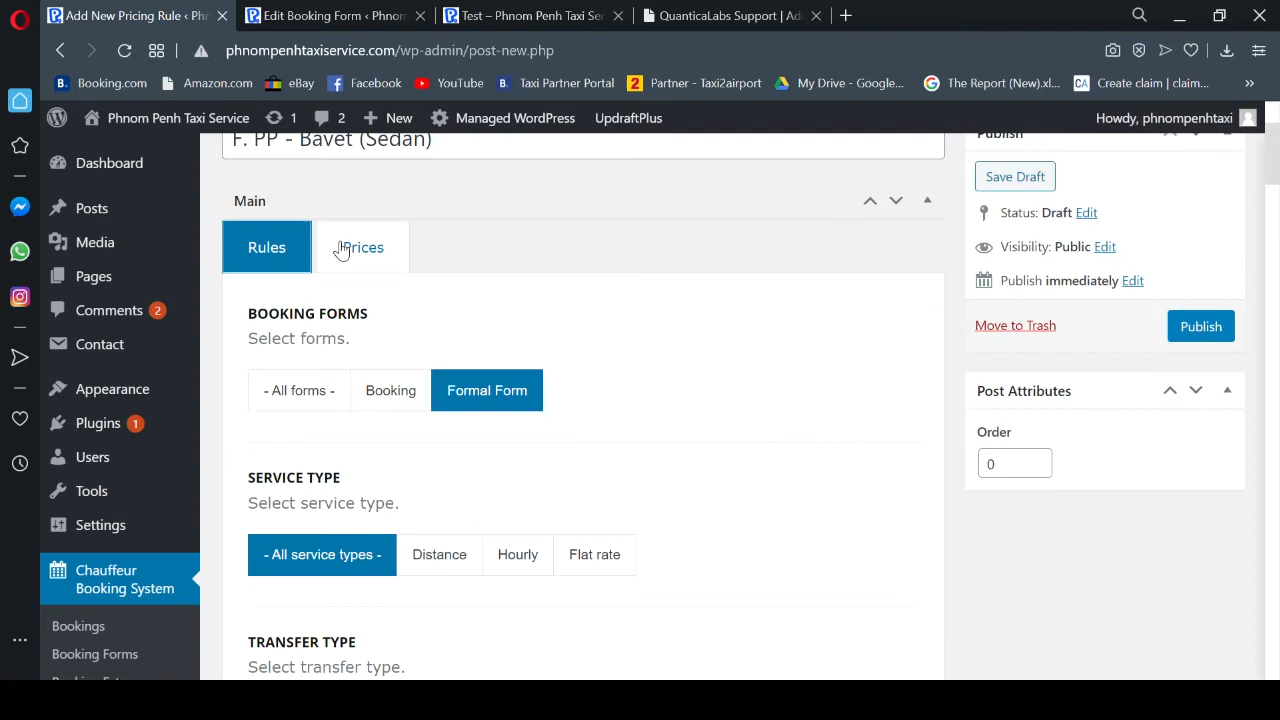 Add New Pricing Rule ‹ Phn
Edit Booking Form ‹ Phnom
Test – Phnom Penh Taxi Ser
QuanticaLabs Support | Ad
phnompenhtaxiservice.com/wp-admin/post-new.php
Booking.com
Amazon.com
eBay
Facebook
YouTube
Taxi Partner Portal
Partner - Taxi2airport
My Drive - Google...
The Report (New).xl...
Create claim | claim...
Phnom Penh Taxi Service
1
2
New
Managed WordPress
UpdraftPlus
Howdy, phnompenhtaxi
Dashboard
Posts
Media
Pages
Comments 2
Contact
Appearance
Plugins 1
Users
Tools
Settings
Chauffeur
Booking System
Bookings
Booking Forms
F. PP - Bavet (Sedan)
Main
Rules
Prices
BOOKING FORMS
Select forms.
- All forms -
Booking
Formal Form
SERVICE TYPE
Select service type.
- All service types -
Distance
Hourly
Flat rate
TRANSFER TYPE
Select transfer type.
Publish
Save Draft
Status: Draft Edit
Visibility: Public Edit
Publish immediately Edit
Move to Trash
Publish
Post Attributes
Order
0